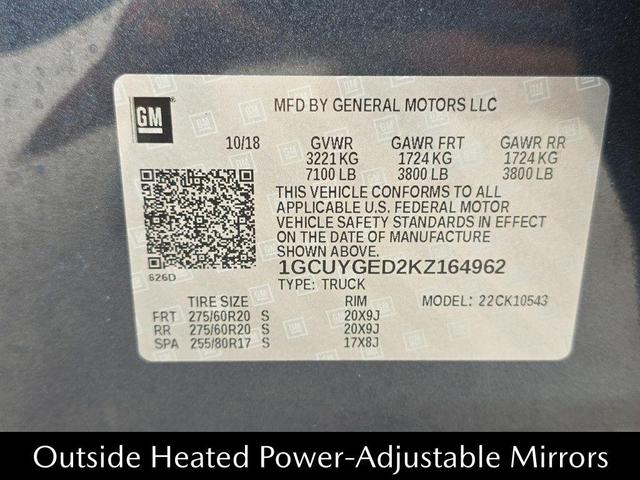 GM
MFD BY GENERAL MOTORS LLC
10/18 GVWR GAWR FRT GAWR RR
3221 KG 1724 KG 1724 KG
7100 LB 3800 LB 3800 LB
THIS VEHICLE CONFORMS TO ALL
APPLICABLE U.S. FEDERAL MOTOR
VEHICLE SAFETY STANDARDS IN EFFECT
ON THE DATE OF MANUFACTURE
SHOWN ABOVE.
1GCUYGED2KZ164962
626D
TYPE: TRUCK MODEL: 22CK10543
TIRE SIZE RIM
FRT 275/60R20 S 20X9J
RR 275/60R20 S 20X9J
SPA 255/80R17 S 17X8J
Outside Heated Power-Adjustable Mirrors